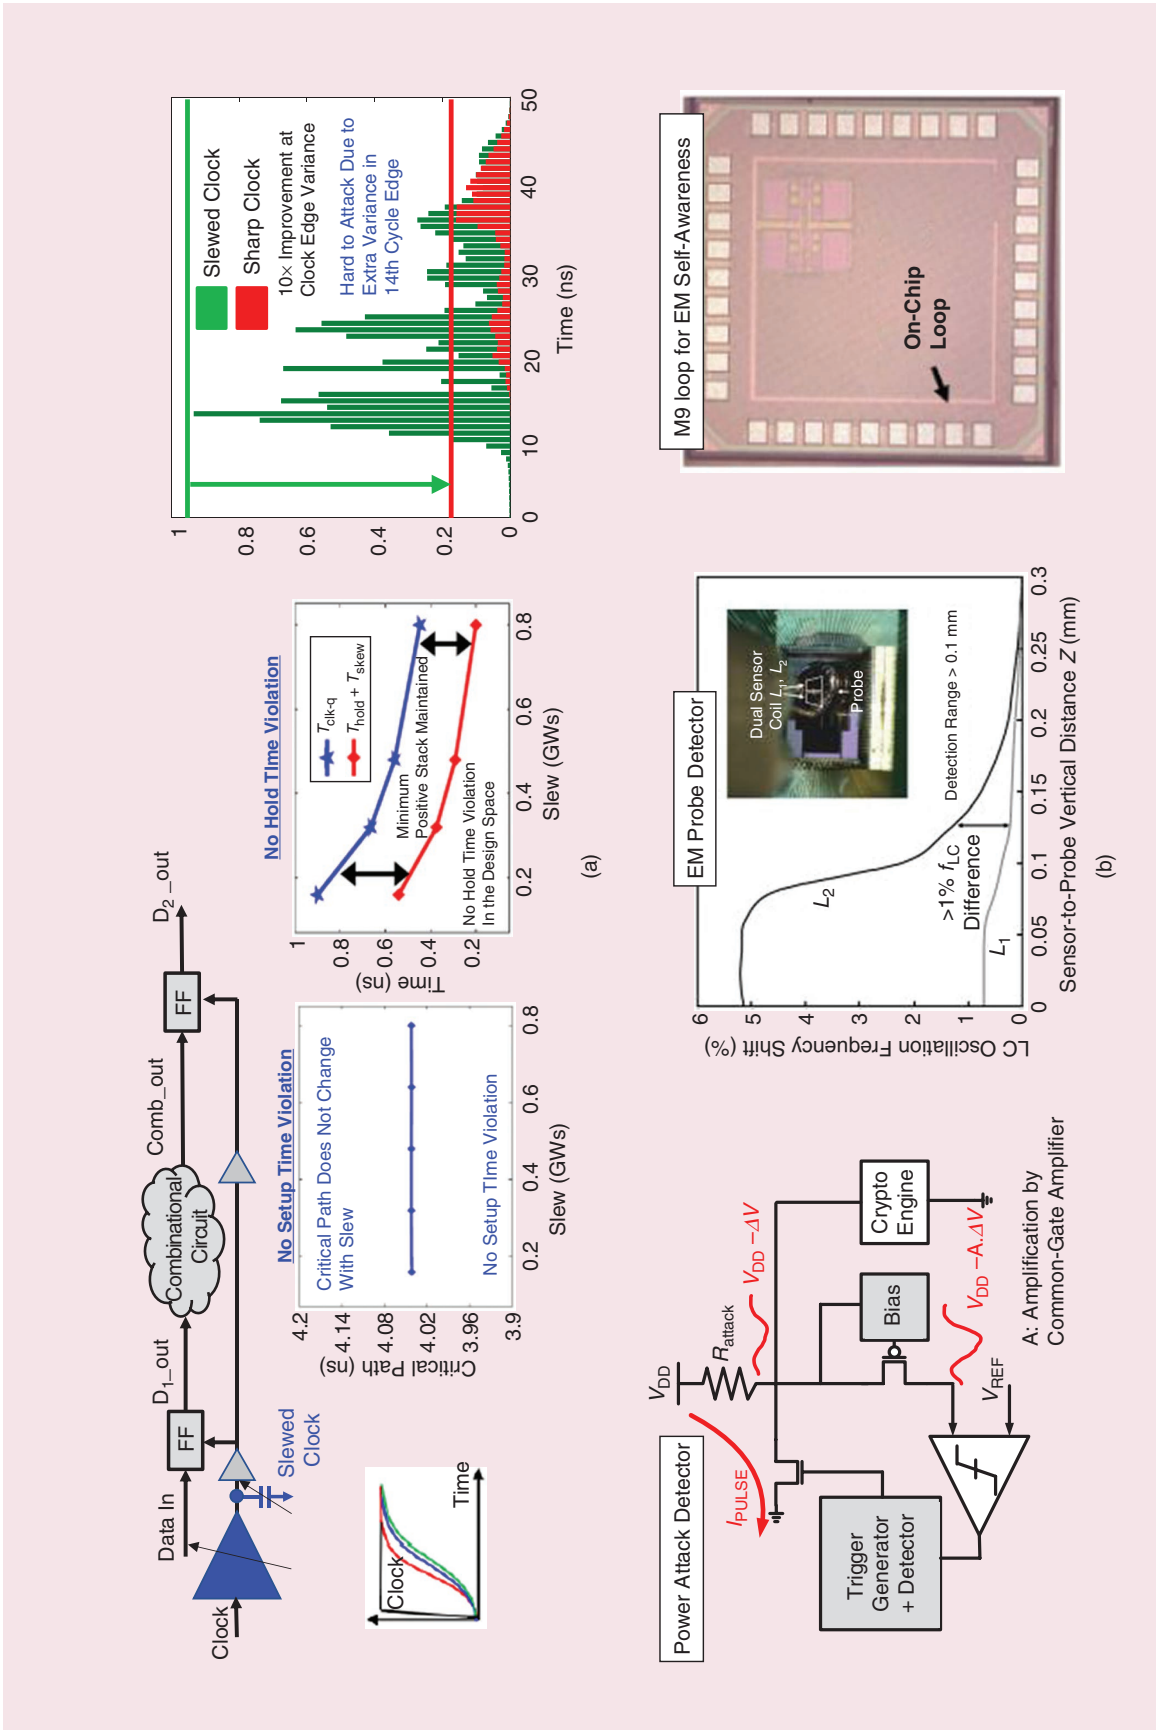 Clock
Data In
FF
D1_out
Combinational
Circuit
Comb_out
FF
D2_out
Slewed
Clock
Clock
Time
No Setup Time Violation
4.2
4.14
4.08
4.02
3.96
3.9
Critical Path (ns)
Critical Path Does Not Change
With Slew
No Setup TIme Violation
0.2
0.4
0.6
0.8
Slew (GWs)
No Hold TIme Violation
1
0.8
0.6
0.4
0.2
Time (ns)
Tclk-q
Thold + Tskew
Minimum
Positive Stack Maintained
No Hold Time Violation
In the Design Space
0.2
0.4
0.6
0.8
Slew (GWs)
1
0.8
0.6
0.4
0.2
0
Slewed Clock
Sharp Clock
10× Improvement at
Clock Edge Variance
Hard to Attack Due to
Extra Variance in
14th Cycle Edge
0
10
20
30
40
50
Time (ns)
(a)
Power Attack Detector
VDD
IPULSE
Rattack
VDD −ΔV
Trigger
Generator
+ Detector
Bias
Crypto
Engine
VDD −A.ΔV
VREF
A: Amplification by
Common-Gate Amplifier
EM Probe Detector
6
5
4
3
2
1
0
LC Oscillation Frequency Shift (%)
Dual Sensor
Coil L1, L2
Probe
L2
>1% fLC
Difference
Detection Range > 0.1 mm
L1
0
0.05
0.1
0.15
0.2
0.25
0.3
Sensor-to-Probe Vertical Distance Z (mm)
M9 loop for EM Self-Awareness
On-Chip
Loop
(b)